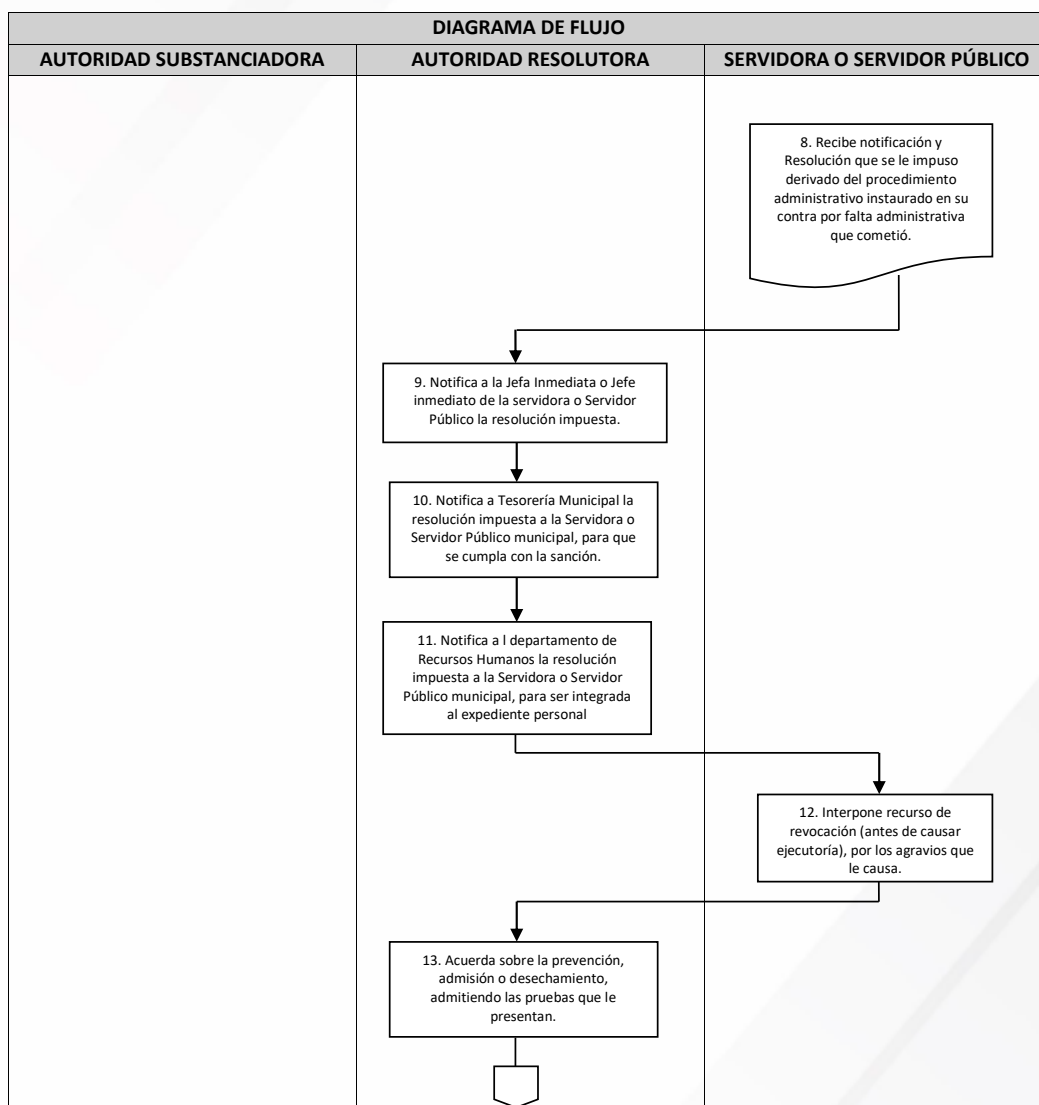 DIAGRAMA DE FLUJO
AUTORIDAD SUBSTANCIADORA
AUTORIDAD RESOLUTORA
SERVIDORA O SERVIDOR PÚBLICO
8. Recibe notificación y
Resolución que se le impuso
derivado del procedimiento
administrativo instaurado en su
contra por falta administrativa
que cometió.
9. Notifica a la Jefa Inmediata o Jefe
inmediato de la servidora o Servidor
Público la resolución impuesta.
10. Notifica a Tesorería Municipal la
resolución impuesta a la Servidora o
Servidor Público municipal, para que
se cumpla con la sanción.
11. Notifica a l departamento de
Recursos Humanos la resolución
impuesta a la Servidora o Servidor
Público municipal, para ser integrada
al expediente personal
12. Interpone recurso de
revocación (antes de causar
ejecutoría), por los agravios que
le causa.
13. Acuerda sobre la prevención,
admisión o desechamiento,
admitiendo las pruebas que le
presentan.